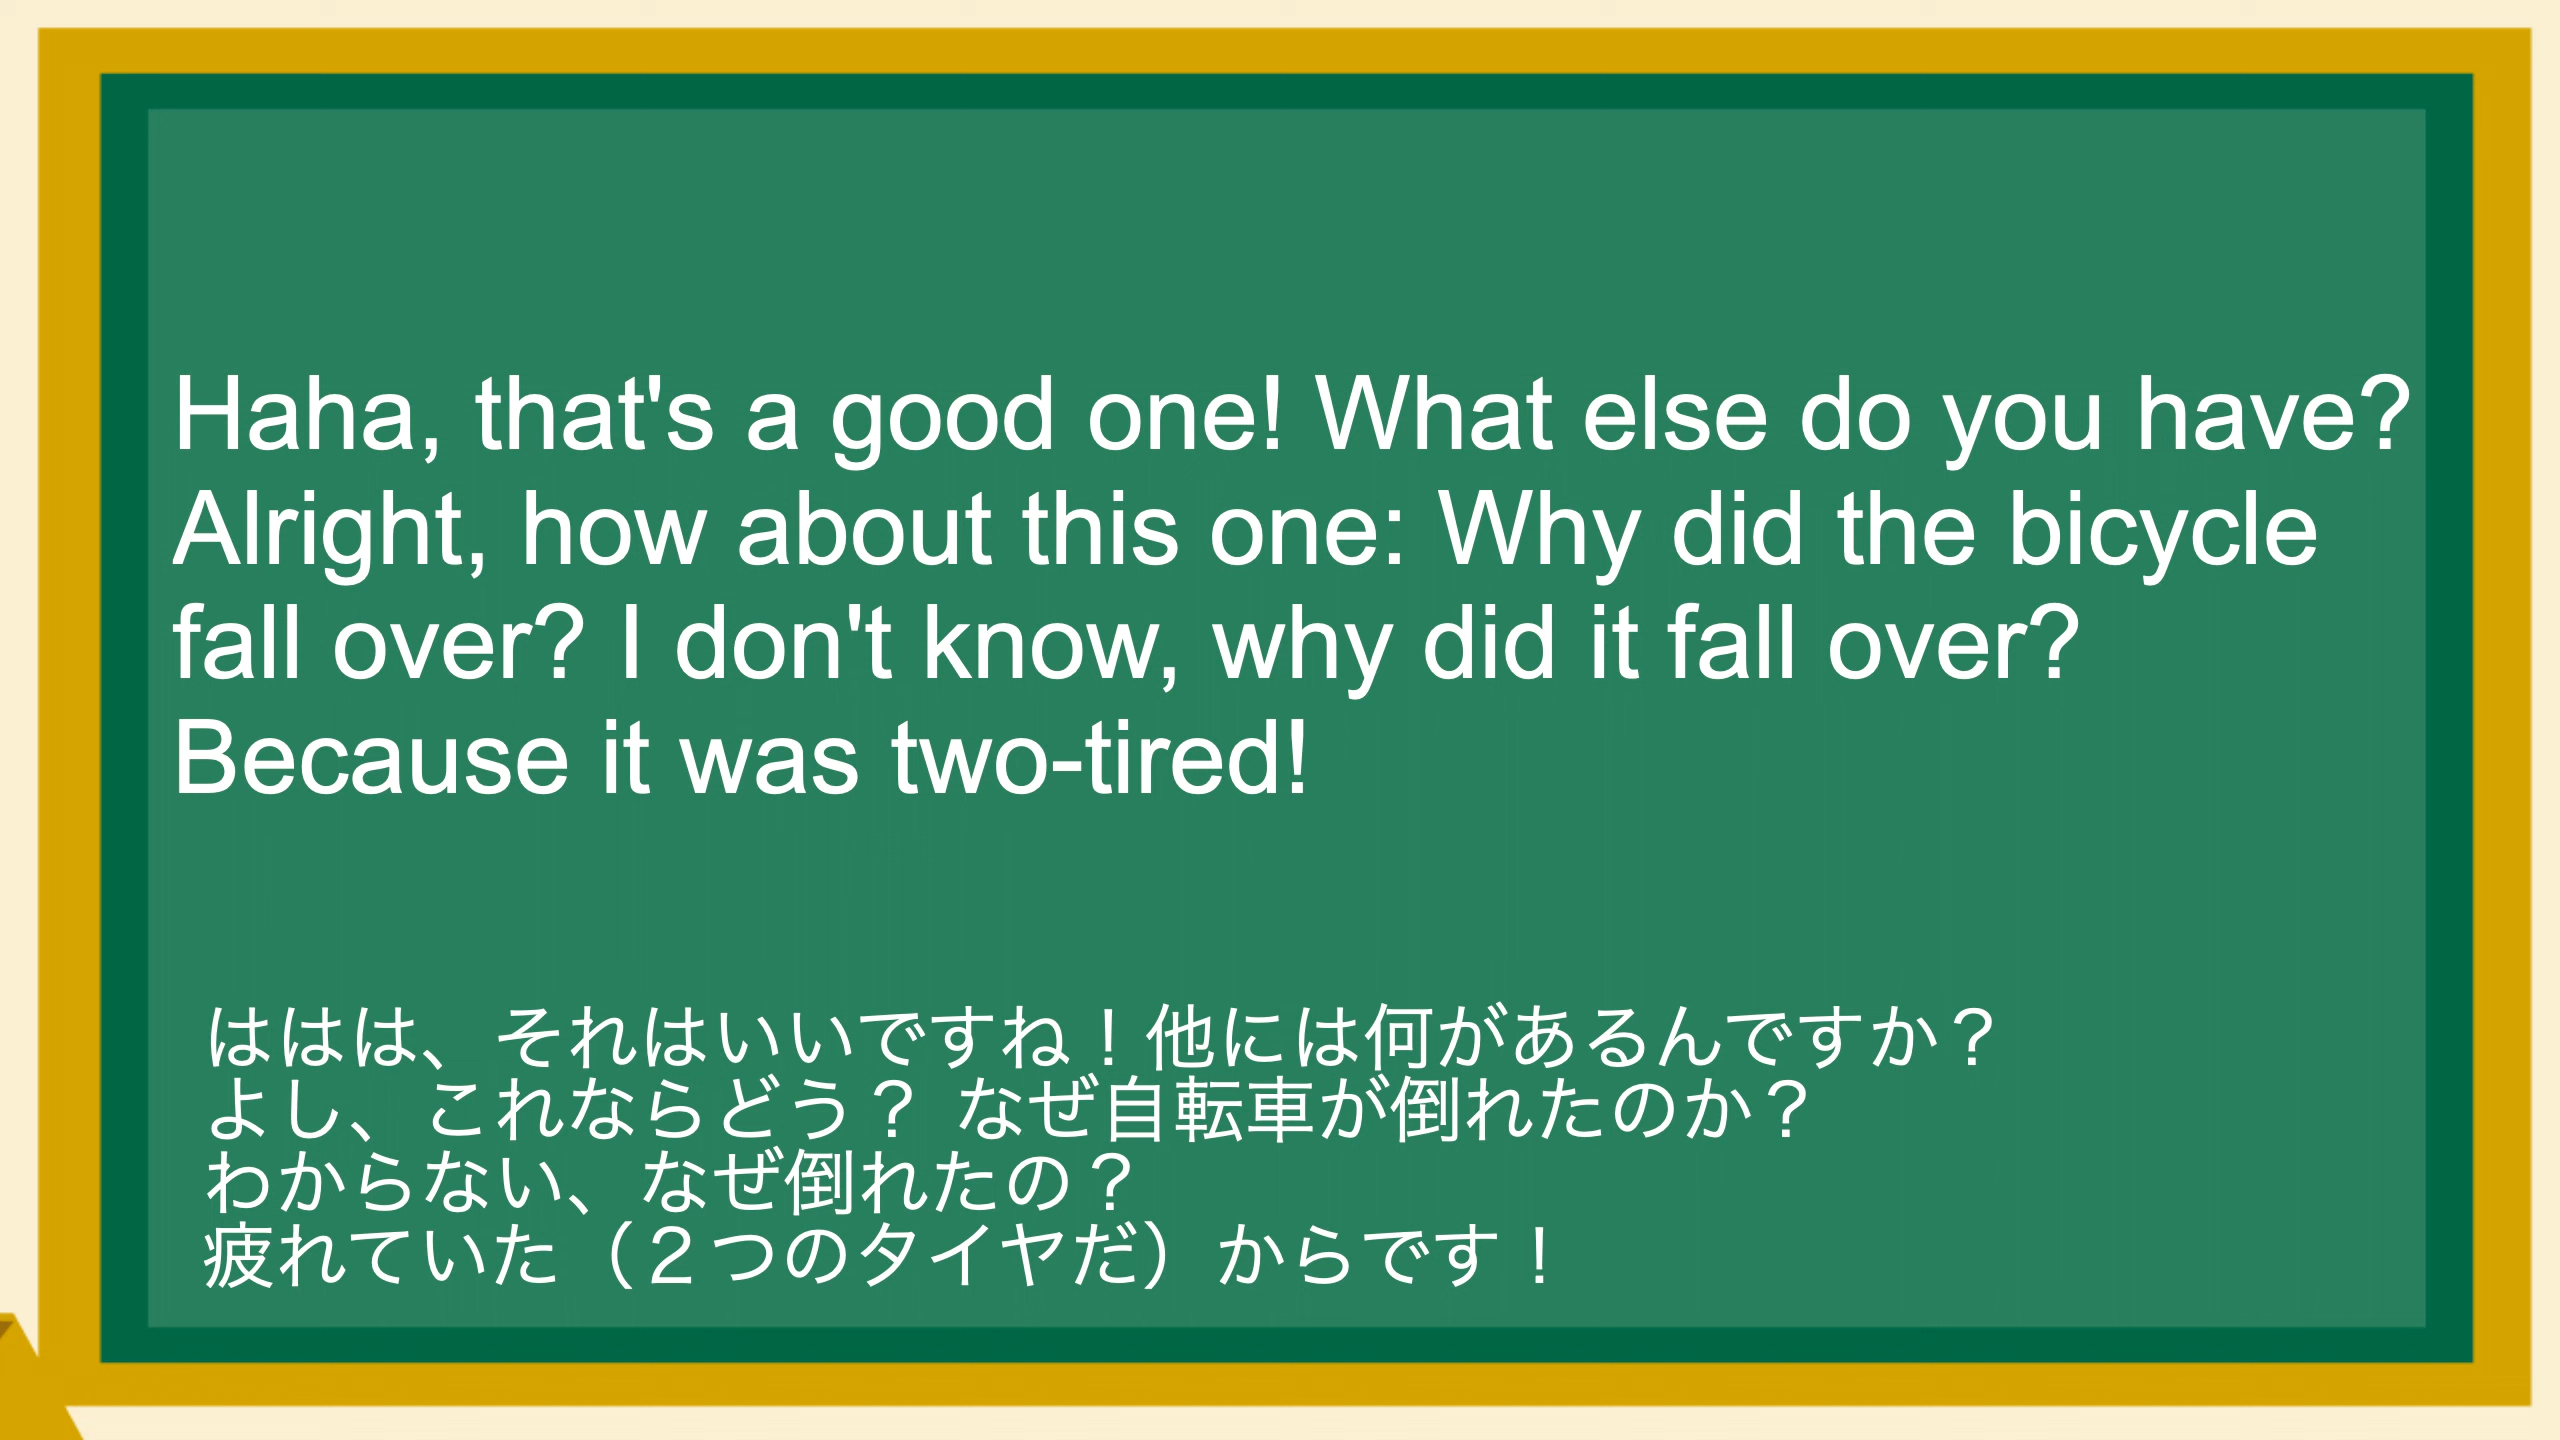 Haha, that's a good one! What else do you have?
Alright, how about this one: Why did the bicycle
fall over? I don't know, why did it fall over?
Because it was two-tired!
ははは、それはいいですね！他には何があるんですか？
よし、これならどう？ なぜ自転車が倒れたのか？
わからない、なぜ倒れたの？
疲れていた（２つのタイヤだ）からです！